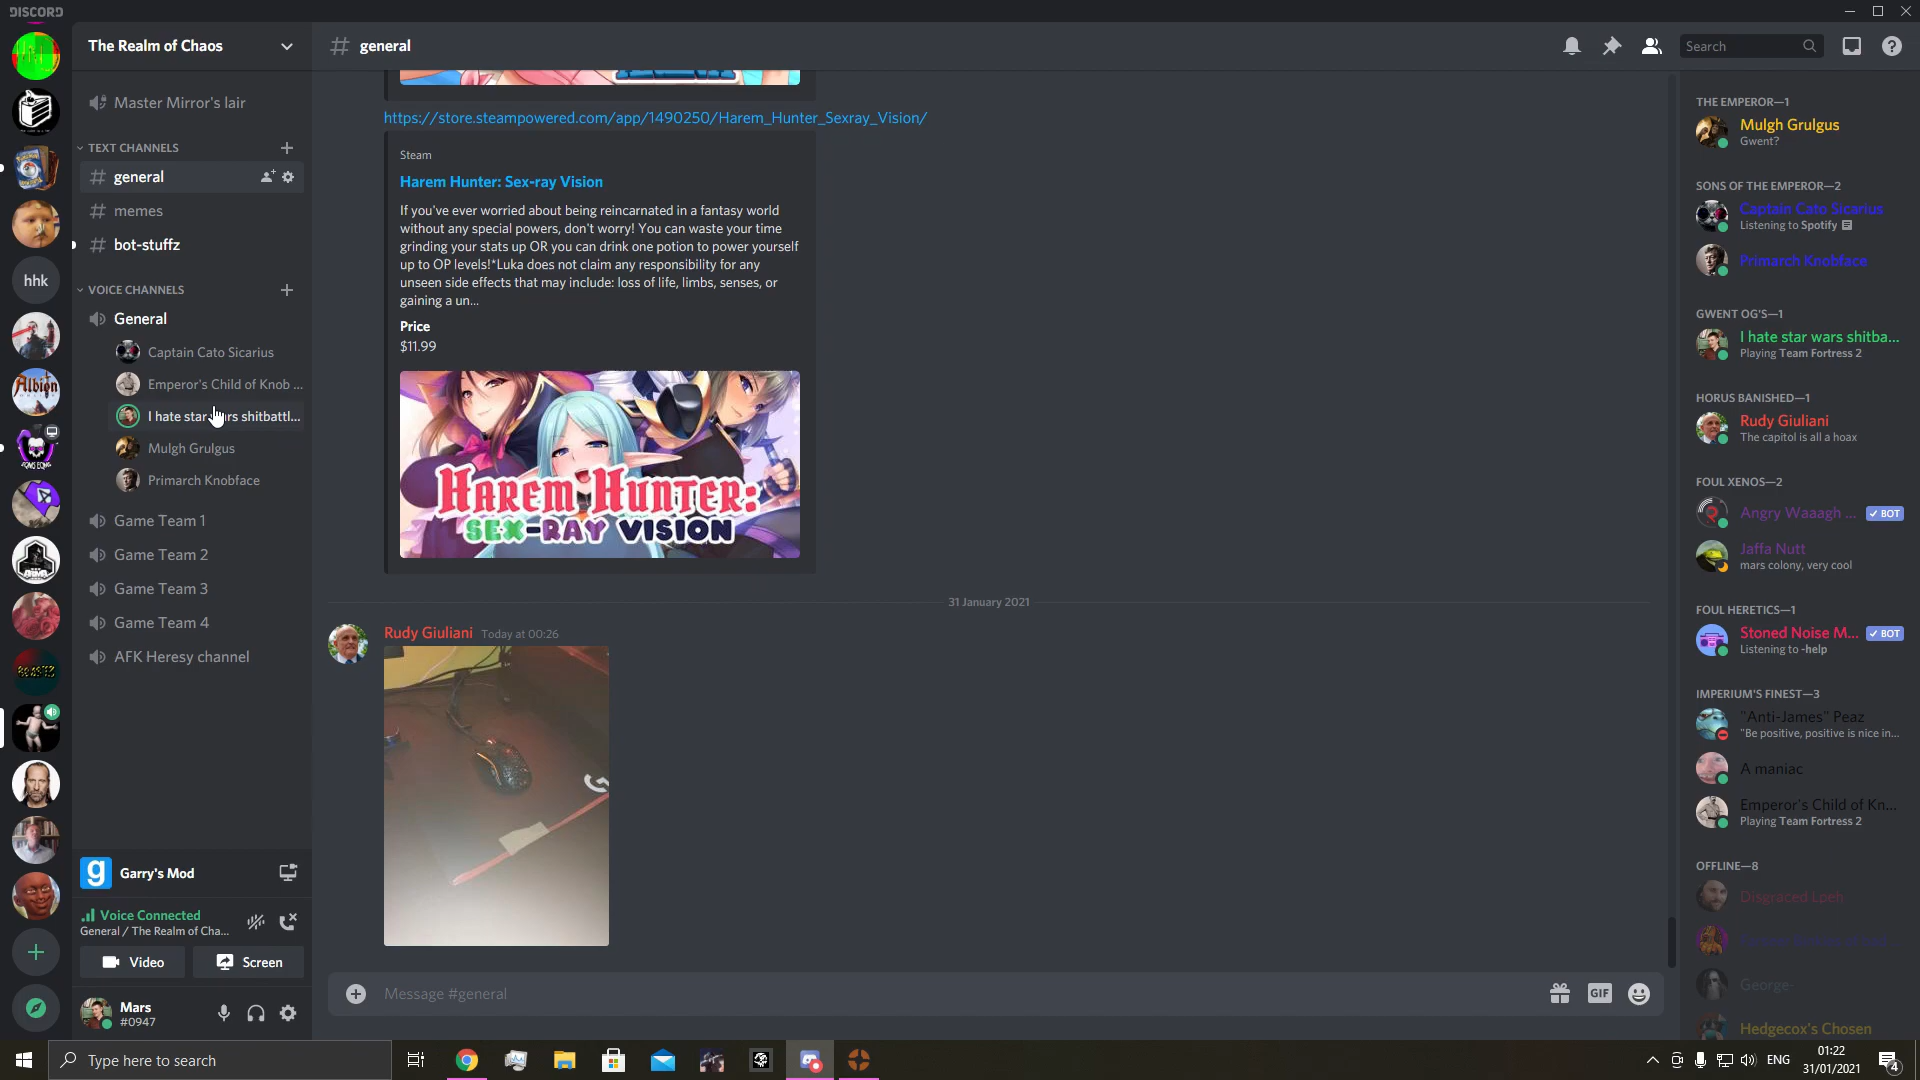 DISCORD
The Realm of Chaos
Master Mirror's lair
TEXT CHANNELS
general
memes
bot-stuffz
VOICE CHANNELS
General
Captain Cato Sicarius
Emperor's Child of Knob ...
I hate star wars shitbattl...
Mulgh Grulgus
Primarch Knobface
Game Team 1
Game Team 2
Game Team 3
Game Team 4
AFK Heresy channel
hhk
Albion
Garry's Mod
Voice Connected
General / The Realm of Cha...
Video
Screen
Mars
#0947
general
Search
https://store.steampowered.com/app/1490250/Harem_Hunter_Sexray_Vision/
Steam
Harem Hunter: Sex-ray Vision
If you've ever worried about being reincarnated in a fantasy world
without any special powers, don't worry! You can waste your time
grinding your stats up OR you can drink one potion to power yourself
up to OP levels!*Luka does not claim any responsibility for any
unseen side effects that may include: loss of life, limbs, senses, or
gaining a un...
Price
$11.99
HAREM HUNTER:
SEX-RAY VISION
31 January 2021
Rudy Giuliani Today at 00:26
Message #general
GIF
THE EMPEROR—1
Mulgh Grulgus
Gwent?
SONS OF THE EMPEROR—2
Captain Cato Sicarius
Listening to Spotify
Primarch Knobface
GWENT OG'S—1
I hate star wars shitba...
Playing Team Fortress 2
HORUS BANISHED—1
Rudy Giuliani
The capitol is all a hoax
FOUL XENOS—2
Angry Waaagh ... BOT
Jaffa Nutt
mars colony, very cool
FOUL HERETICS—1
Stoned Noise M... BOT
Listening to -help
IMPERIUM'S FINEST—3
"Anti-James" Peaz
"Be positive, positive is nice in...
A maniac
Emperor's Child of Kn...
Playing Team Fortress 2
OFFLINE—8
Disgraced Loeh
George
Hedgecox's Chosen
Type here to search
ENG
01:22
31/01/2021
4